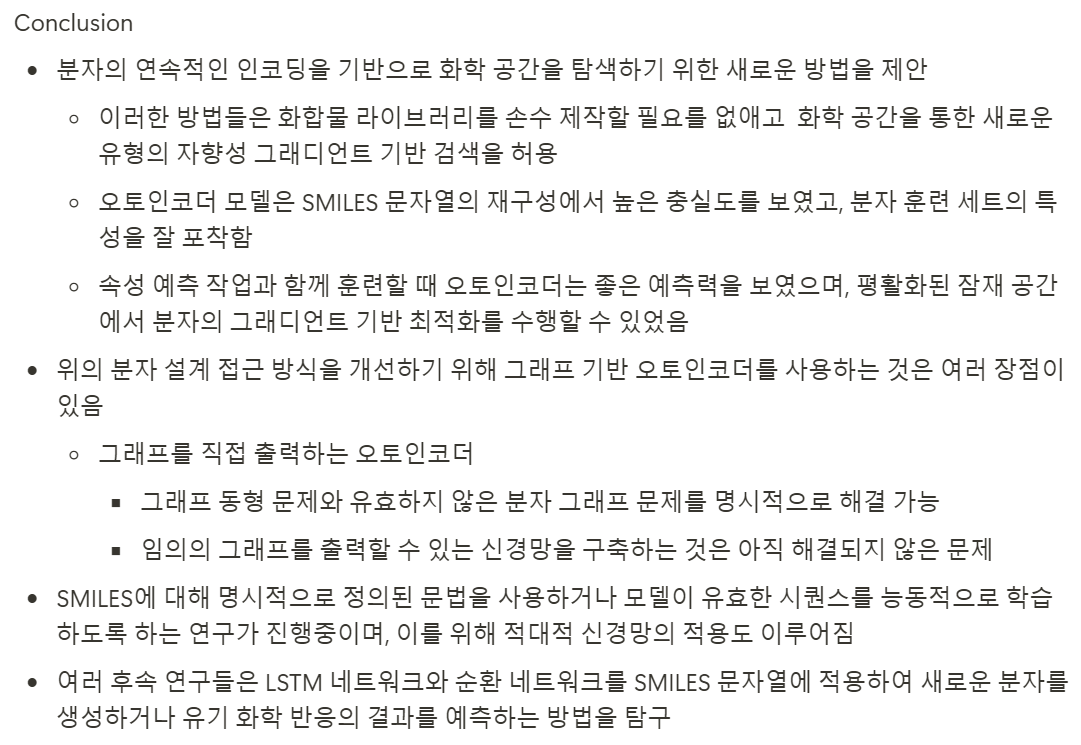 Conclusion
• 분자의 연속적인 인코딩을 기반으로 화학 공간을 탐색하기 위한 새로운 방법을 제안
◦ 이러한 방법들은 화합물 라이브러리를 손수 제작할 필요를 없애고 화학 공간을 통한 새로운
유형의 자향성 그래디언트 기반 검색을 허용
◦ 오토인코더 모델은 SMILES 문자열의 재구성에서 높은 충실도를 보였고, 분자 훈련 세트의 특
성을 잘 포착함
◦ 속성 예측 작업과 함께 훈련할 때 오토인코더는 좋은 예측력을 보였으며, 평활화된 잠재 공간
에서 분자의 그래디언트 기반 최적화를 수행할 수 있었음
• 위의 분자 설계 접근 방식을 개선하기 위해 그래프 기반 오토인코더를 사용하는 것은 여러 장점이
있음
◦ 그래프를 직접 출력하는 오토인코더
▪ 그래프 동형 문제와 유효하지 않은 분자 그래프 문제를 명시적으로 해결 가능
▪ 임의의 그래프를 출력할 수 있는 신경망을 구축하는 것은 아직 해결되지 않은 문제
• SMILES에 대해 명시적으로 정의된 문법을 사용하거나 모델이 유효한 시퀀스를 능동적으로 학습
하도록 하는 연구가 진행중이며, 이를 위해 적대적 신경망의 적용도 이루어짐
• 여러 후속 연구들은 LSTM 네트워크와 순환 네트워크를 SMILES 문자열에 적용하여 새로운 분자를
생성하거나 유기 화학 반응의 결과를 예측하는 방법을 탐구